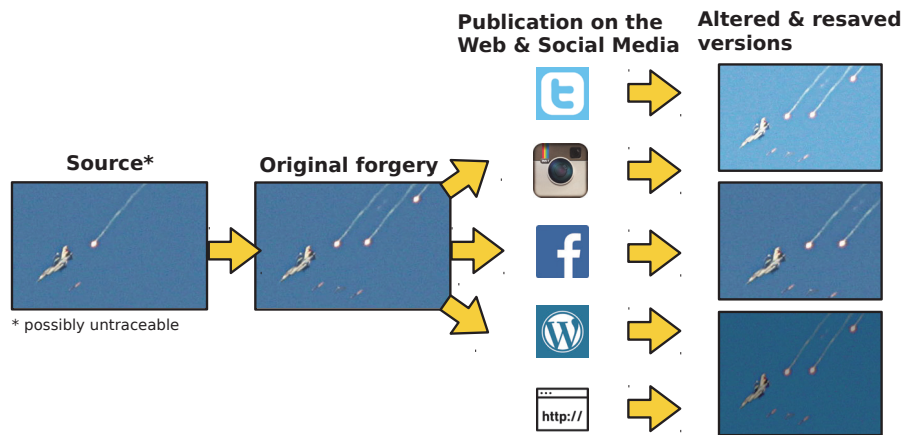 Publication on the
Web & Social Media
Altered & resaved
versions
Source*
Original forgery
* possibly untraceable
http://